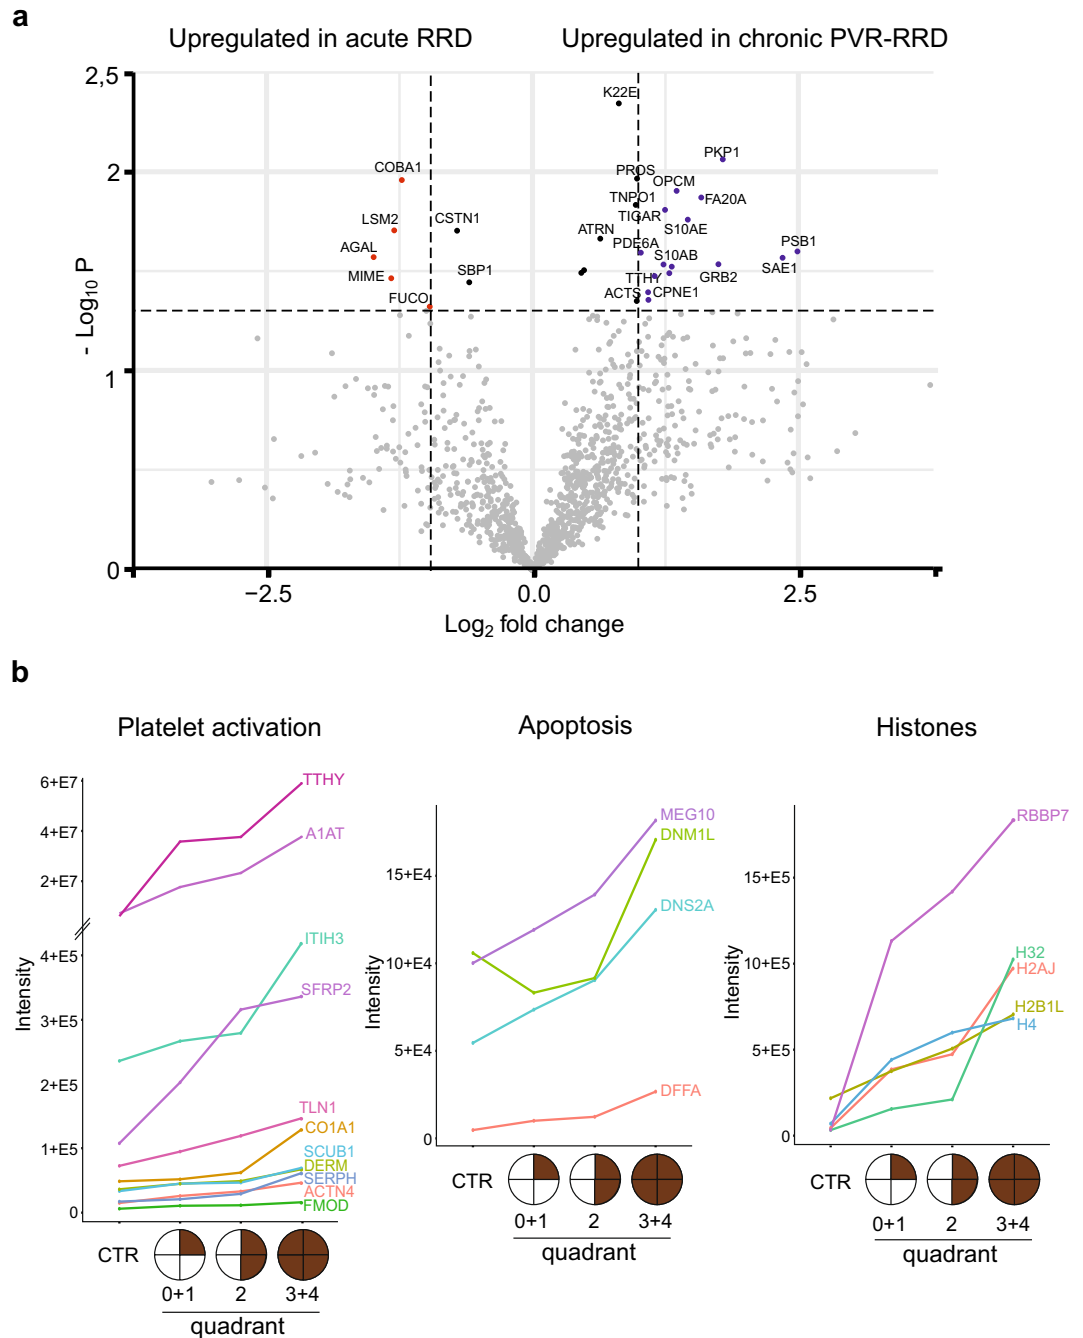 a
Upregulated in acute RRD
Upregulated in chronic PVR-RRD
2,5
K22E
PKP1
2
COBA1
PROS
OPCM
TNPO1
FA20A
LSM2
CSTN1
TIGAR
ATRN
S10AE
AGAL
PDE6A
PSB1
S10AB
SBP1
SAE1
MIME
TTHY
GRB2
FUCO
ACTS
CPNE1
- Log10 P
1
0
−2.5
0.0
2.5
Log2 fold change
b
Platelet activation
Apoptosis
Histones
6+E7
TTHY
4+E7
A1AT
2+E7
ITIH3
4+E5
SFRP2
3+E5
2+E5
TLN1
CO1A1
1+E5
SCUB1
DERM
SERPH
ACTN4
FMOD
0
Intensity
CTR
0+1
2
3+4
quadrant
MEG10
DNM1L
15+E4
DNS2A
10+E4
5+E4
DFFA
0
Intensity
CTR
0+1
2
3+4
quadrant
RBBP7
15+E5
H32
10+E5
H2AJ
H2B1L
H4
5+E5
0
Intensity
CTR
0+1
2
3+4
quadrant